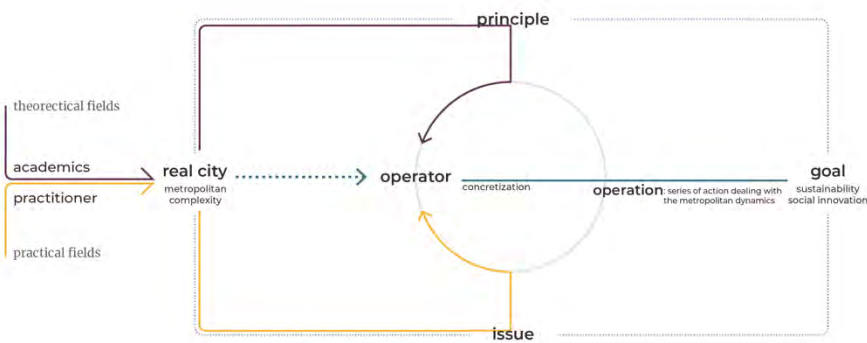 principle
theorectical fields
academics
real city
metropolitan
complexity
practitioner
practical fields
operator
concretization
operation: series of action dealing with
the metropolitan dynamics
goal
sustainability
social innovation
issue